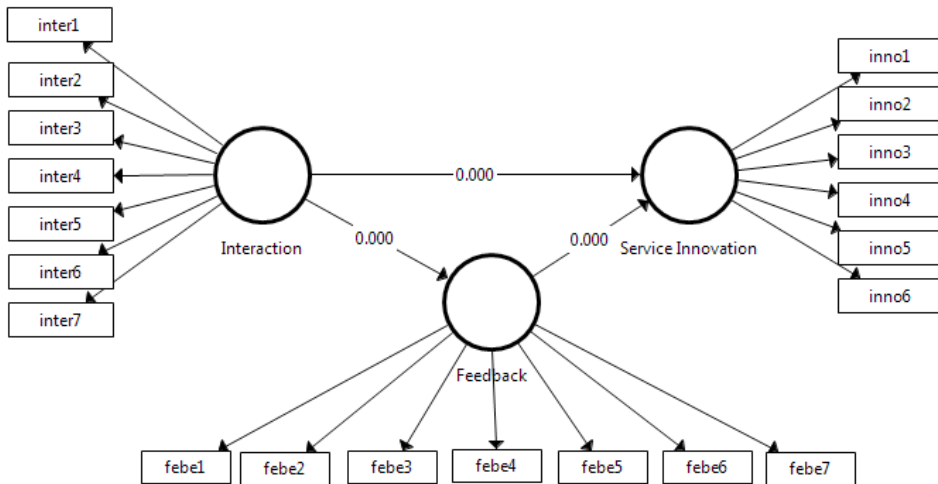 inter1
inter2
inter3
inter4
inter5
inter6
inter7
Interaction
0.000
0.000
0.000
Service Innovation
inno1
inno2
inno3
inno4
inno5
inno6
Feedback
febe1
febe2
febe3
febe4
febe5
febe6
febe7